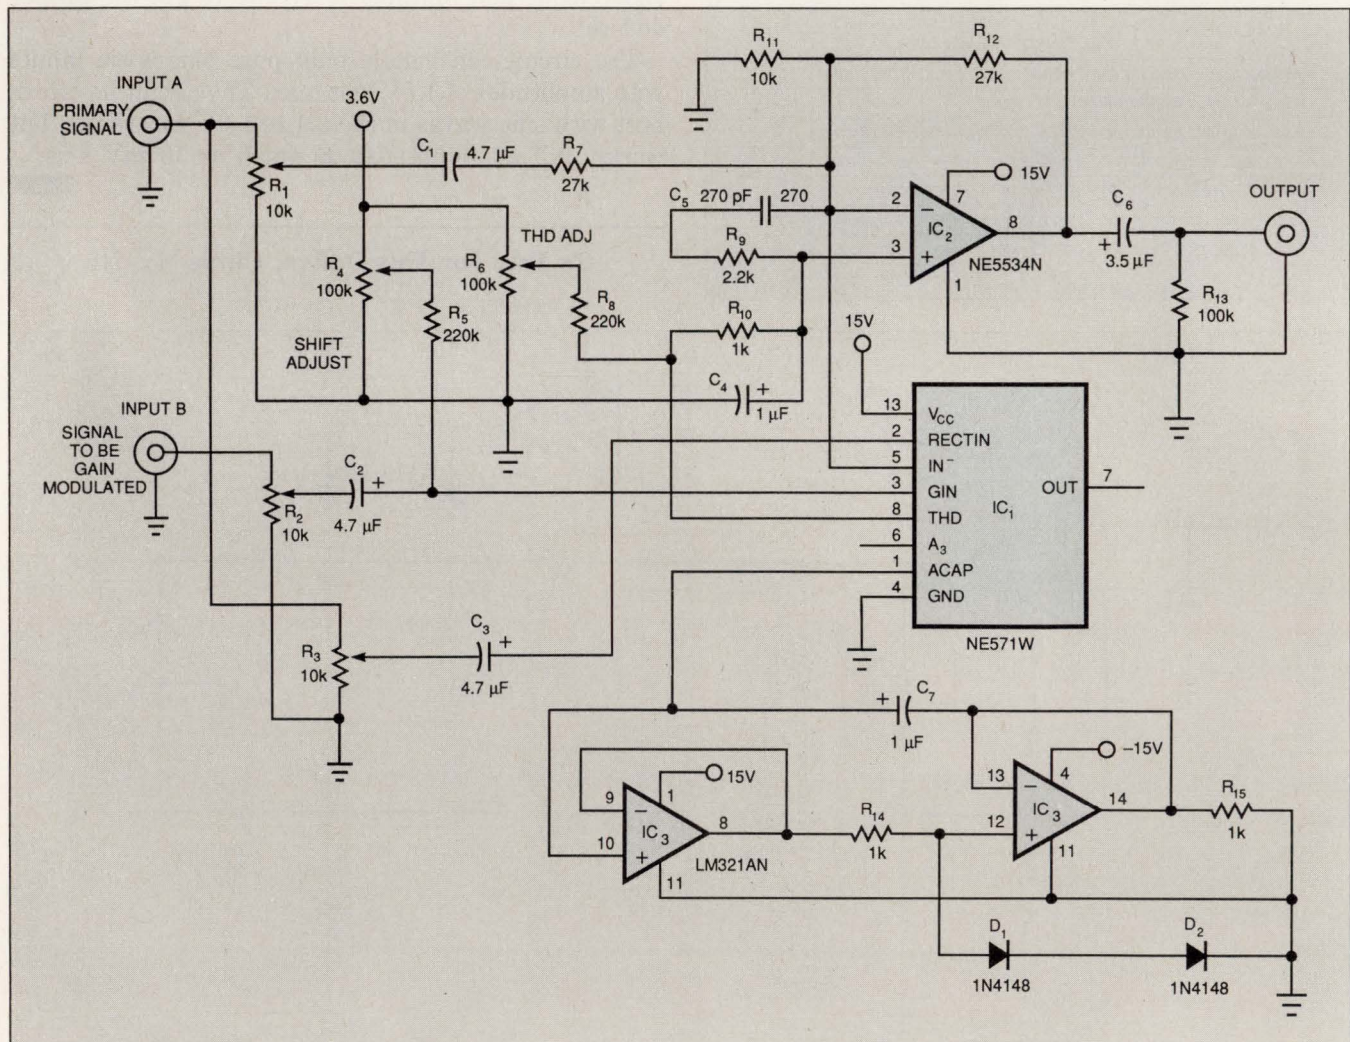 INPUT A
PRIMARY
SIGNAL
R1
10k
3.6V
C1
4.7 µF
R7
27k
R11
10k
R12
27k
C5
270 pF
270
R9
2.2k
R10
1k
2
3
−
+
IC2
7
15V
8
1
NE5534N
C6
+
3.5 µF
OUTPUT
R13
100k
THD ADJ
R4
100k
R6
100k
R5
220k
R8
220k
SHIFT
ADJUST
C4
+
1 µF
15V
INPUT B
SIGNAL
TO BE
GAIN
MODULATED
R2
10k
C2
+
4.7 µF
13 VCC
2 RECTIN
5 IN−
3 GIN
8 THD
6 A3
1 ACAP
4 GND
IC1
OUT
7
NE571W
R3
10k
C3
+
4.7 µF
+
C7
1 µF
9
10
−
+
IC3
1
15V
8
11
LM321AN
R14
1k
13
12
−
+
IC3
4
−15V
14
11
R15
1k
D1
1N4148
D2
1N4148